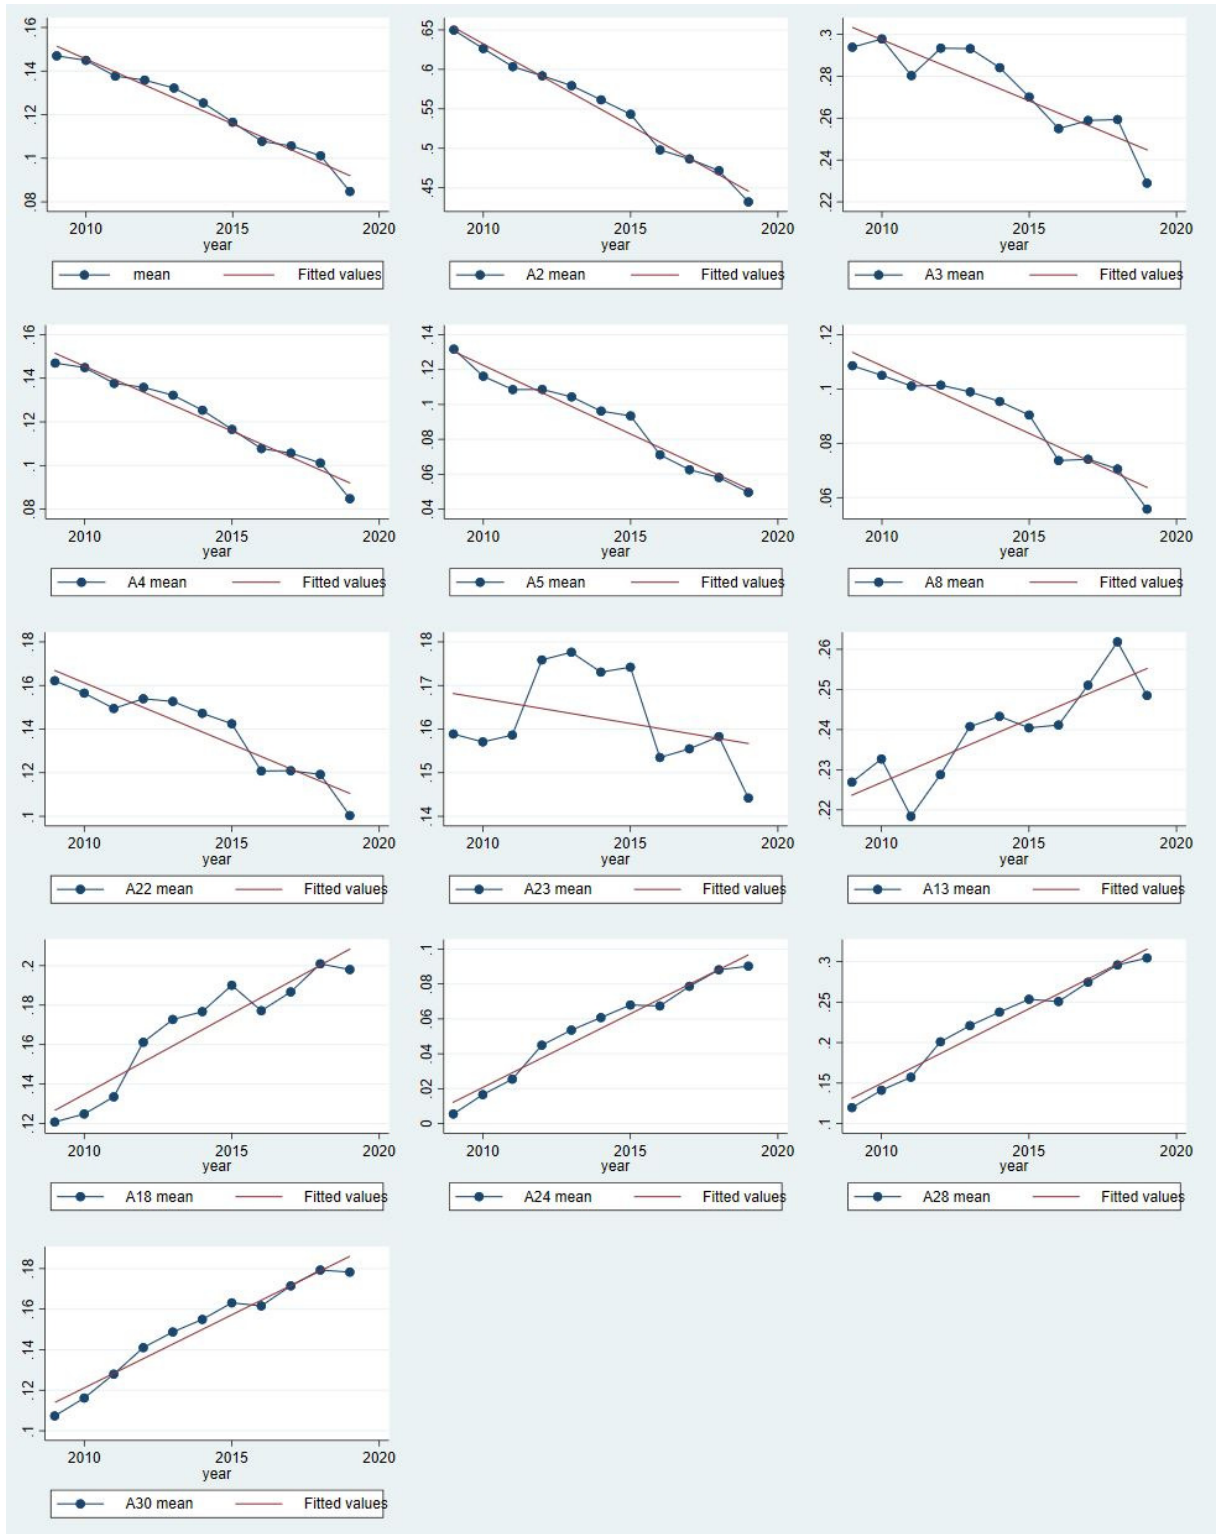 .16
.14
.12
.1
.08
2010 2015 2020
year
mean Fitted values
.65
.6
.55
.5
.45
2010 2015 2020
year
A2 mean Fitted values
.3
.28
.26
.24
.22
2010 2015 2020
year
A3 mean Fitted values
.16
.14
.12
.1
.08
2010 2015 2020
year
A4 mean Fitted values
.14
.12
.1
.08
.06
.04
2010 2015 2020
year
A5 mean Fitted values
.12
.1
.08
.06
2010 2015 2020
year
A8 mean Fitted values
.18
.16
.14
.12
.1
2010 2015 2020
year
A22 mean Fitted values
.18
.17
.16
.15
.14
2010 2015 2020
year
A23 mean Fitted values
.26
.25
.24
.23
.22
2010 2015 2020
year
A13 mean Fitted values
.2
.18
.16
.14
.12
2010 2015 2020
year
A18 mean Fitted values
.1
.08
.06
.04
.02
0
2010 2015 2020
year
A24 mean Fitted values
.3
.25
.2
.15
.1
2010 2015 2020
year
A28 mean Fitted values
.18
.16
.14
.12
.1
2010 2015 2020
year
A30 mean Fitted values